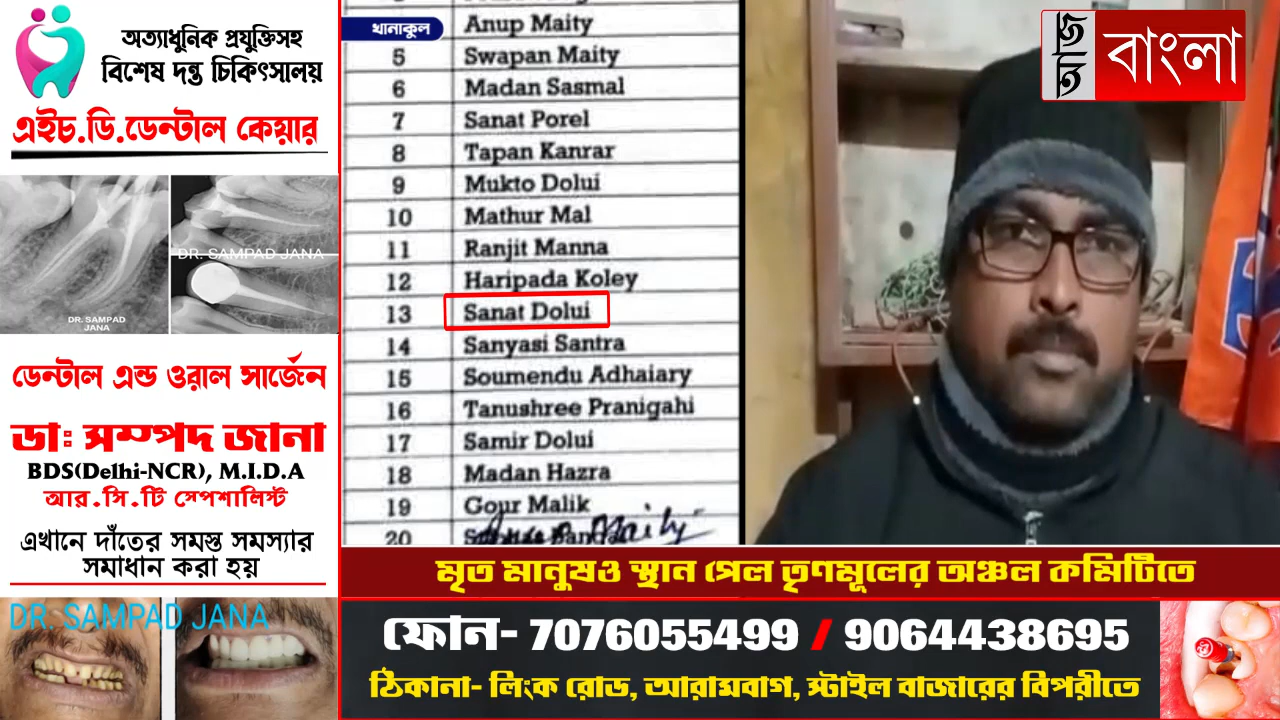 অত্যাধুনিক প্রযুক্তিসহ
বিশেষ দন্ত চিকিৎসালয়
এইচ.ডি.ডেন্টাল কেয়ার
DR. SAMPAD JANA
DR. SAMPAD
JANA
ডেন্টাল এন্ড ওরাল সার্জেন
ডাঃ সম্পদ জানা
BDS(Delhi-NCR), M.I.D.A
আর.সি.টি স্পেশালিস্ট
এখানে দাঁতের সমস্ত সমস্যার
সমাধান করা হয়
DR. SAMPAD JANA
খানাকুল
Anup Maity
5 Swapan Maity
6 Madan Sasmal
7 Sanat Porel
8 Tapan Kanrar
9 Mukto Dolui
10 Mathur Mal
11 Ranjit Manna
12 Haripada Koley
13 Sanat Dolui
14 Sanyasi Santra
15 Soumendu Adhaiary
16 Tanushree Pranigahi
17 Samir Dolui
18 Madan Hazra
19 Gour Malik
20
আজ বাংলা
মৃত মানুষও স্থান পেল তৃণমূলের অঞ্চল কমিটিতে
ফোন- 7076055499 / 9064438695
ঠিকানা- লিংক রোড, আরামবাগ, স্টাইল বাজারের বিপরীতে